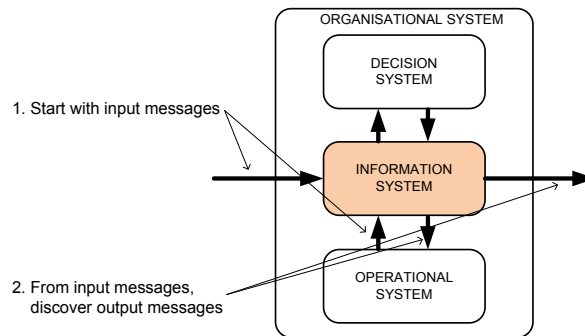 ORGANISATIONAL SYSTEM
DECISION
SYSTEM
1. Start with input messages
INFORMATION
SYSTEM
2. From input messages,
discover output messages
OPERATIONAL
SYSTEM